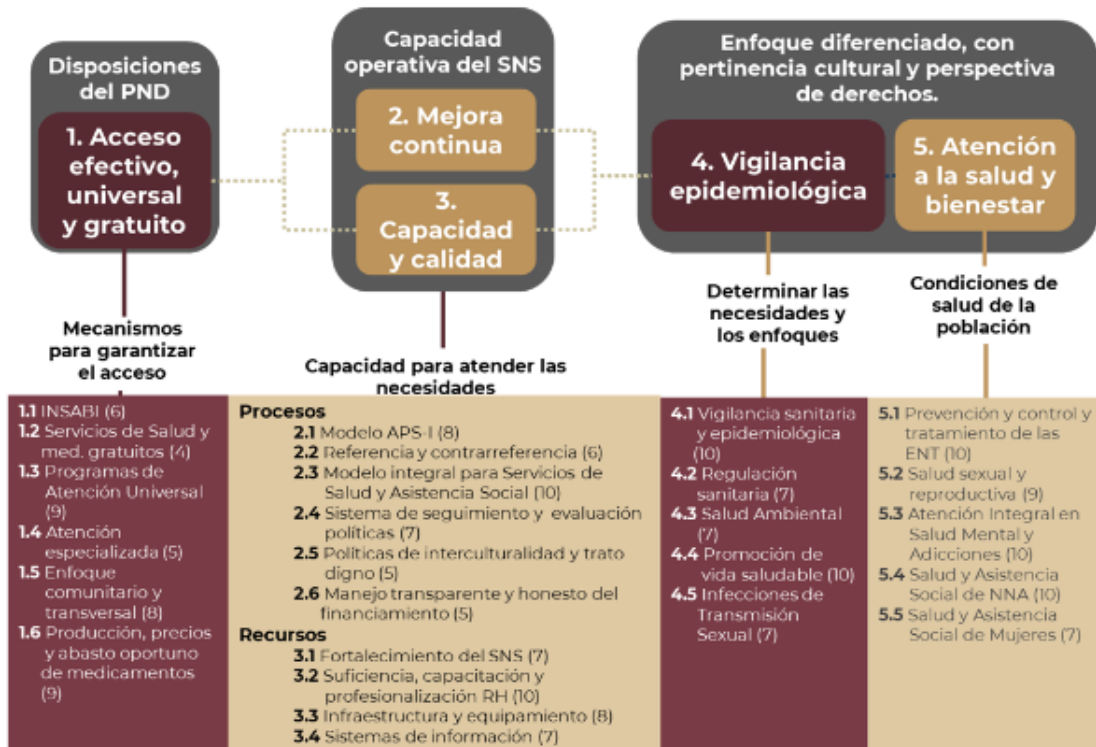 Disposiciones
del PND
1. Acceso
efectivo,
universal
y gratuito
Capacidad
operativa del SNS
2. Mejora
continua
3.
Capacidad
y calidad
Enfoque diferenciado, con
pertinencia cultural y perspectiva
de derechos.
4. Vigilancia
epidemiológica
5. Atención
a la salud y
bienestar
Mecanismos
para garantizar
el acceso
Capacidad para atender las
necesidades
Determinar las
necesidades y
los enfoques
Condiciones de
salud de la
población
1.1 INSABI (6)
1.2 Servicios de Salud y
med. gratuitos (4)
1.3 Programas de
Atención Universal
(9)
1.4 Atención
especializada (5)
1.5 Enfoque
comunitario y
transversal (8)
1.6 Producción, precios
y abasto oportuno
de medicamentos
(9)
Procesos
2.1 Modelo APS-I (8)
2.2 Referencia y contrarreferencia (6)
2.3 Modelo integral para Servicios de
Salud y Asistencia Social (10)
2.4 Sistema de seguimiento y evaluación
políticas (7)
2.5 Políticas de interculturalidad y trato
digno (5)
2.6 Manejo transparente y honesto del
financiamiento (5)
Recursos
3.1 Fortalecimiento del SNS (7)
3.2 Suficiencia, capacitación y
profesionalización RH (10)
3.3 Infraestructura y equipamiento (8)
3.4 Sistemas de información (7)
4.1 Vigilancia sanitaria
y epidemiológica
(10)
4.2 Regulación
sanitaria (7)
4.3 Salud Ambiental
(7)
4.4 Promoción de
vida saludable (10)
4.5 Infecciones de
Transmisión
Sexual (7)
5.1 Prevención y control y
tratamiento de las
ENT (10)
5.2 Salud sexual y
reproductiva (9)
5.3 Atención Integral en
Salud Mental y
Adicciones (10)
5.4 Salud y Asistencia
Social de NNA (10)
5.5 Salud y Asistencia
Social de Mujeres (7)